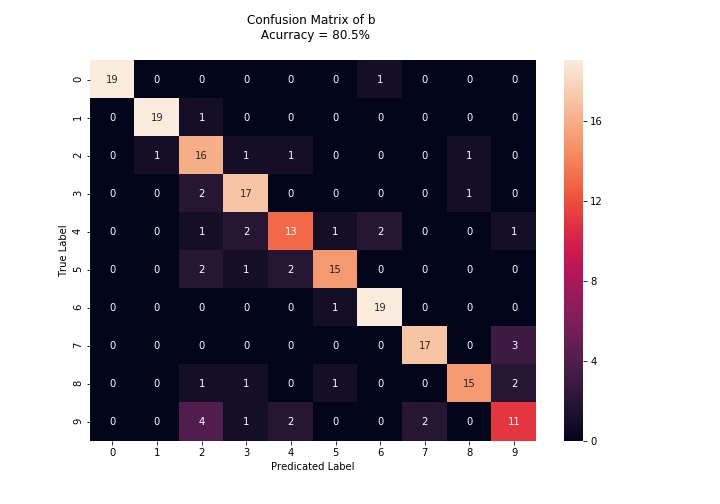 Confusion Matrix of b
Acurracy = 80.5%
0 19 0 0 0 0 0 1 0 0 0
1 0 19 1 0 0 0 0 0 0 0
2 0 1 16 1 1 0 0 0 1 0
3 0 0 2 17 0 0 0 0 1 0
4 0 0 1 2 13 1 2 0 0 1
5 0 0 2 1 2 15 0 0 0 0
6 0 0 0 0 0 1 19 0 0 0
7 0 0 0 0 0 0 0 17 0 3
8 0 0 1 1 0 1 0 0 15 2
9 0 0 4 1 2 0 0 2 0 11
0 1 2 3 4 5 6 7 8 9
Predicated Label
True Label
16
12
8
4
0